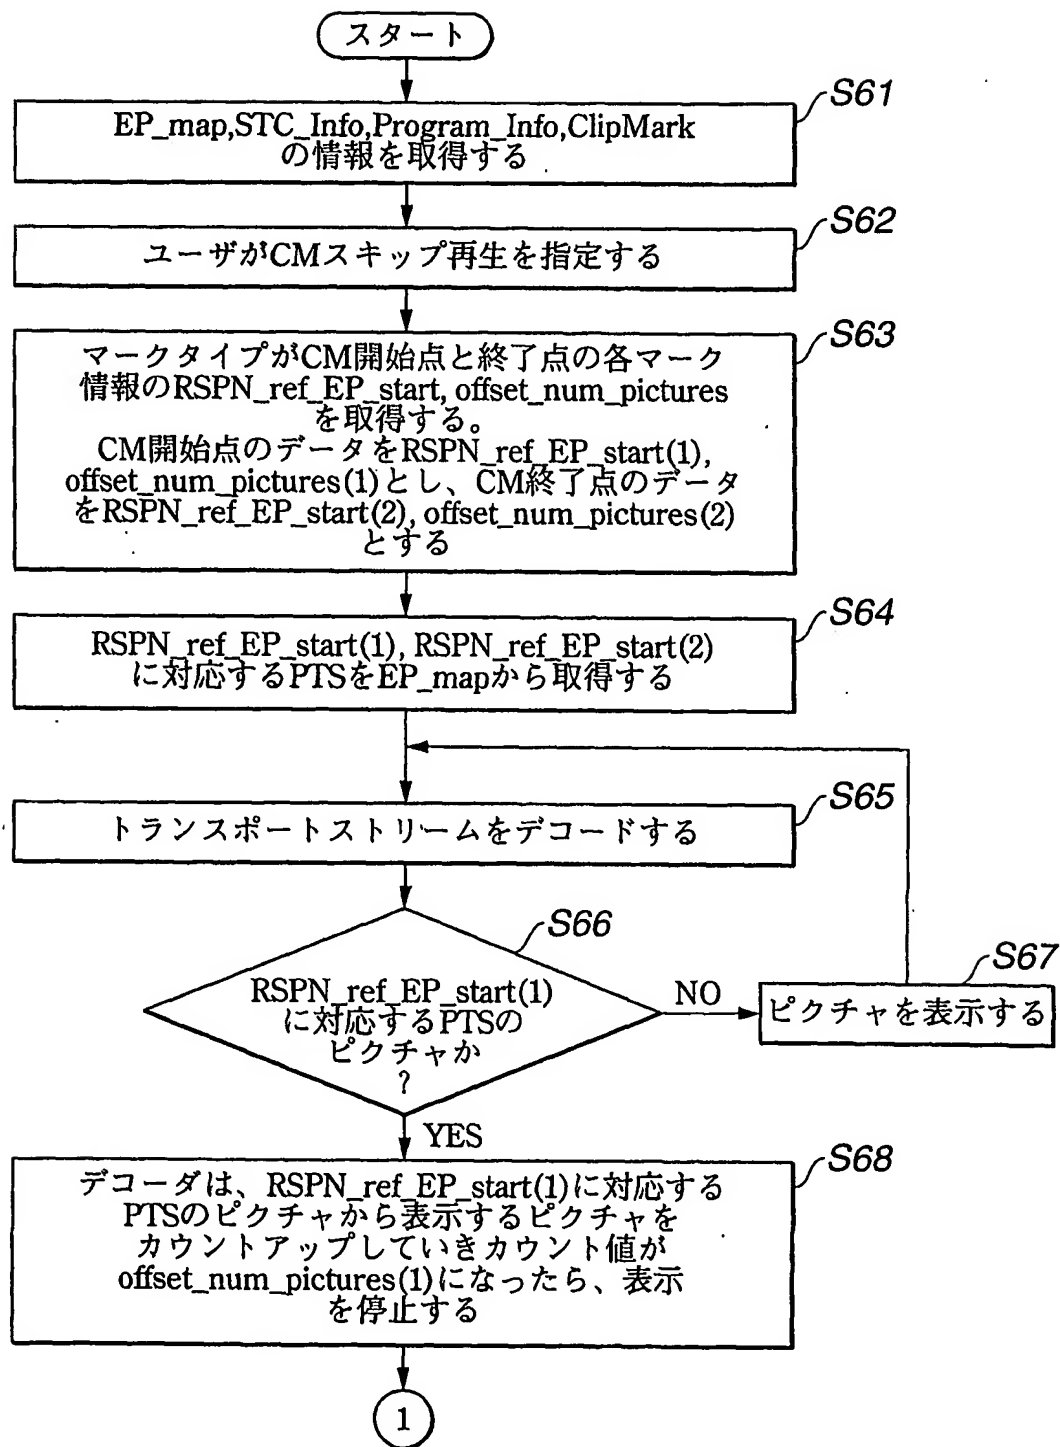 スタート
S61
EP_map,STC_Info,Program_Info,ClipMark
の情報を取得する
S62
ユーザがCMスキップ再生を指定する
S63
マークタイプがCM開始点と終了点の各マーク
情報のRSPN_ref_EP_start, offset_num_pictures
を取得する。
CM開始点のデータをRSPN_ref_EP_start(1),
offset_num_pictures(1)とし、CM終了点のデータ
をRSPN_ref_EP_start(2), offset_num_pictures(2)
とする
S64
RSPN_ref_EP_start(1), RSPN_ref_EP_start(2)
に対応するPTSをEP_mapから取得する
S65
トランスポートストリームをデコードする
S66
RSPN_ref_EP_start(1)
に対応するPTSの
ピクチャか
?
NO
S67
ピクチャを表示する
YES
S68
デコーダは、RSPN_ref_EP_start(1)に対応する
PTSのピクチャから表示するピクチャを
カウントアップしていきカウント値が
offset_num_pictures(1)になったら、表示
を停止する
1